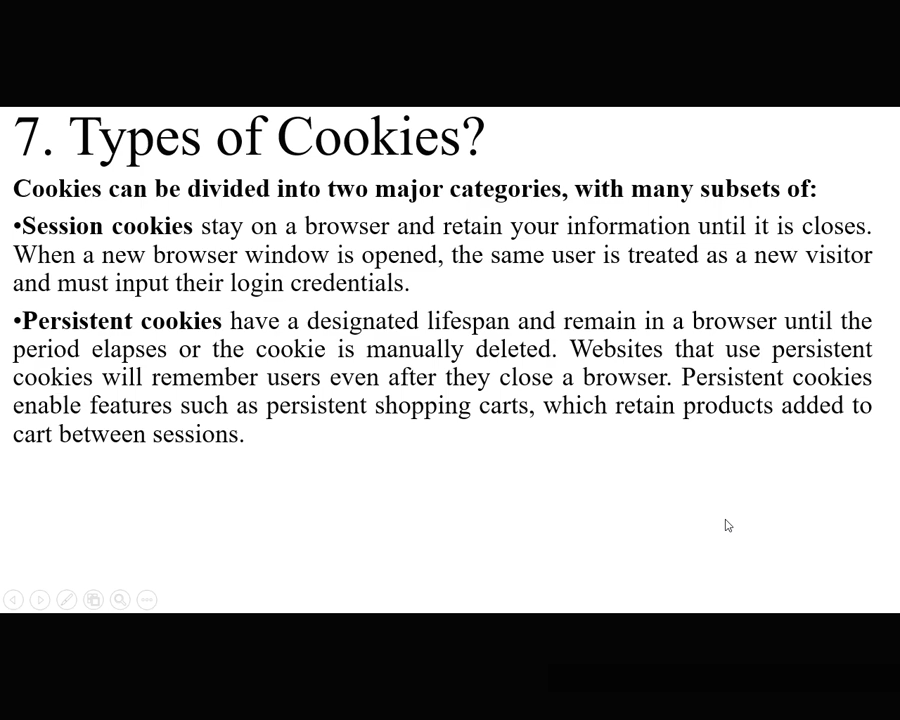 7. Types of Cookies?
Cookies can be divided into two major categories, with many subsets of:
•Session cookies stay on a browser and retain your information until it is closes.
When a new browser window is opened, the same user is treated as a new visitor
and must input their login credentials.
•Persistent cookies have a designated lifespan and remain in a browser until the
period elapses or the cookie is manually deleted. Websites that use persistent
cookies will remember users even after they close a browser. Persistent cookies
enable features such as persistent shopping carts, which retain products added to
cart between sessions.